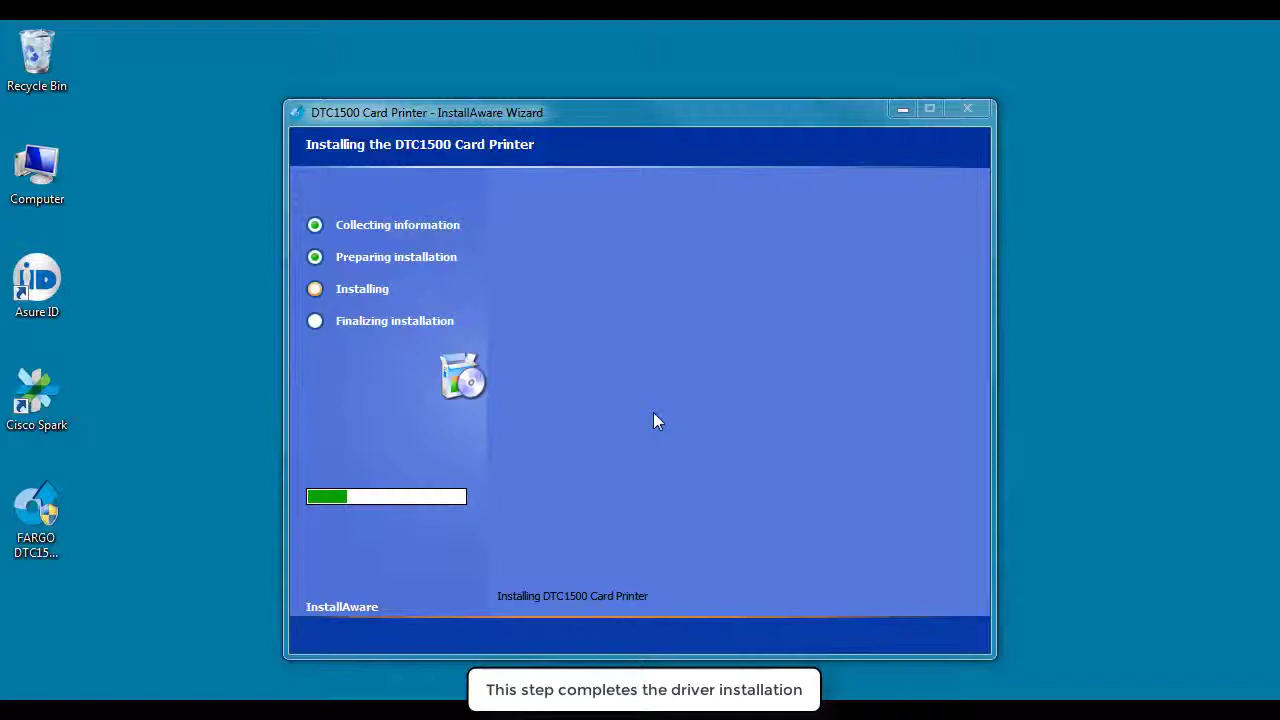 Recycle Bin
Computer
Asure ID
Cisco Spark
FARGO
DTC15...
DTC1500 Card Printer - InstallAware Wizard
Installing the DTC1500 Card Printer
Collecting information
Preparing installation
Installing
Finalizing installation
Installing DTC1500 Card Printer
InstallAware
This step completes the driver installation